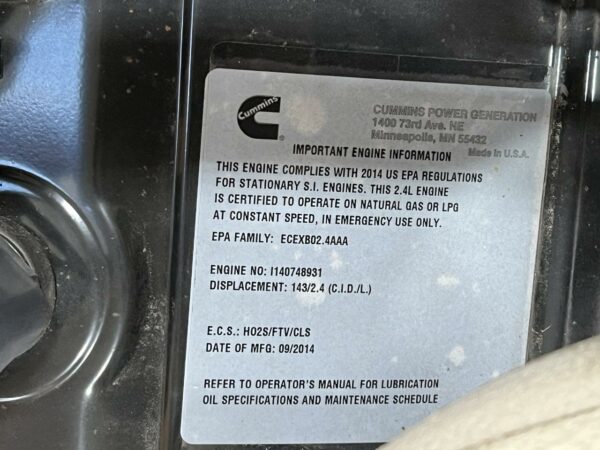 Cummins
CUMMINS POWER GENERATION
1400 73rd Ave. NE
Minneapolis, MN 55432
Made in U.S.A.
IMPORTANT ENGINE INFORMATION
THIS ENGINE COMPLIES WITH 2014 US EPA REGULATIONS
FOR STATIONARY S.I. ENGINES. THIS 2.4L ENGINE
IS CERTIFIED TO OPERATE ON NATURAL GAS OR LPG
AT CONSTANT SPEED, IN EMERGENCY USE ONLY.
EPA FAMILY: ECEXB02.4AAA
ENGINE NO: I140748931
DISPLACEMENT: 143/2.4 (C.I.D./L.)
E.C.S.: HO2S/FTV/CLS
DATE OF MFG: 09/2014
REFER TO OPERATOR'S MANUAL FOR LUBRICATION
OIL SPECIFICATIONS AND MAINTENANCE SCHEDULE